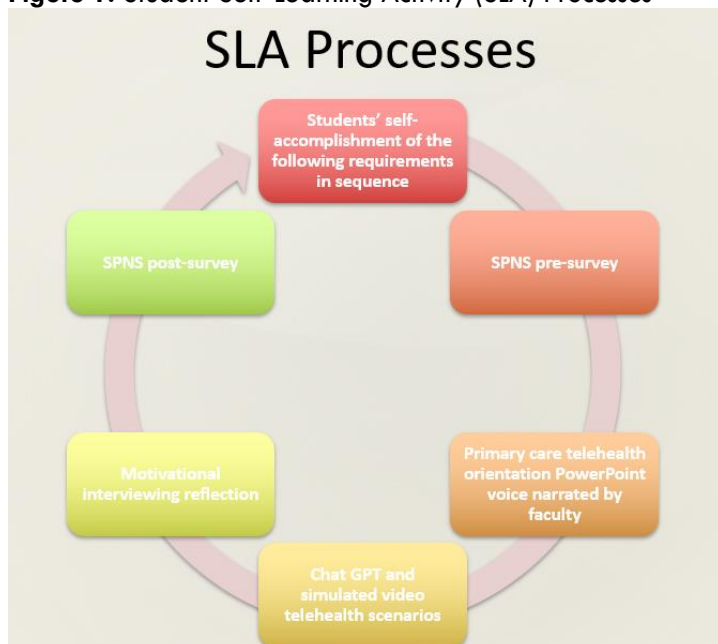 Figure 1. Student Self-Learning Activity (SLA) Processes
SLA Processes
Students' self-
accomplishment of the
following requirements
in sequence
SPNS pre-survey
Primary care telehealth
orientation PowerPoint
voice narrated by
faculty
Chat GPT and
simulated video
telehealth scenarios
Motivational
interviewing reflection
SPNS post-survey